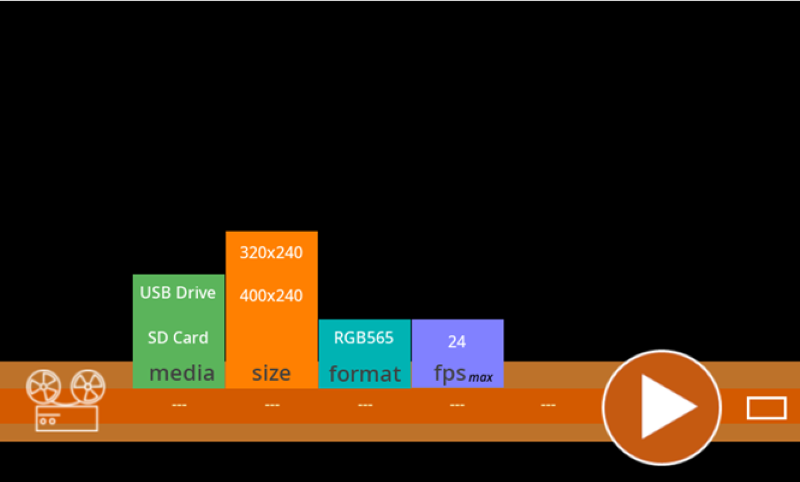 320x240
USB Drive
400x240
SD Card
RGB565
24
media
size
format
fps max
--- --- --- --- ---